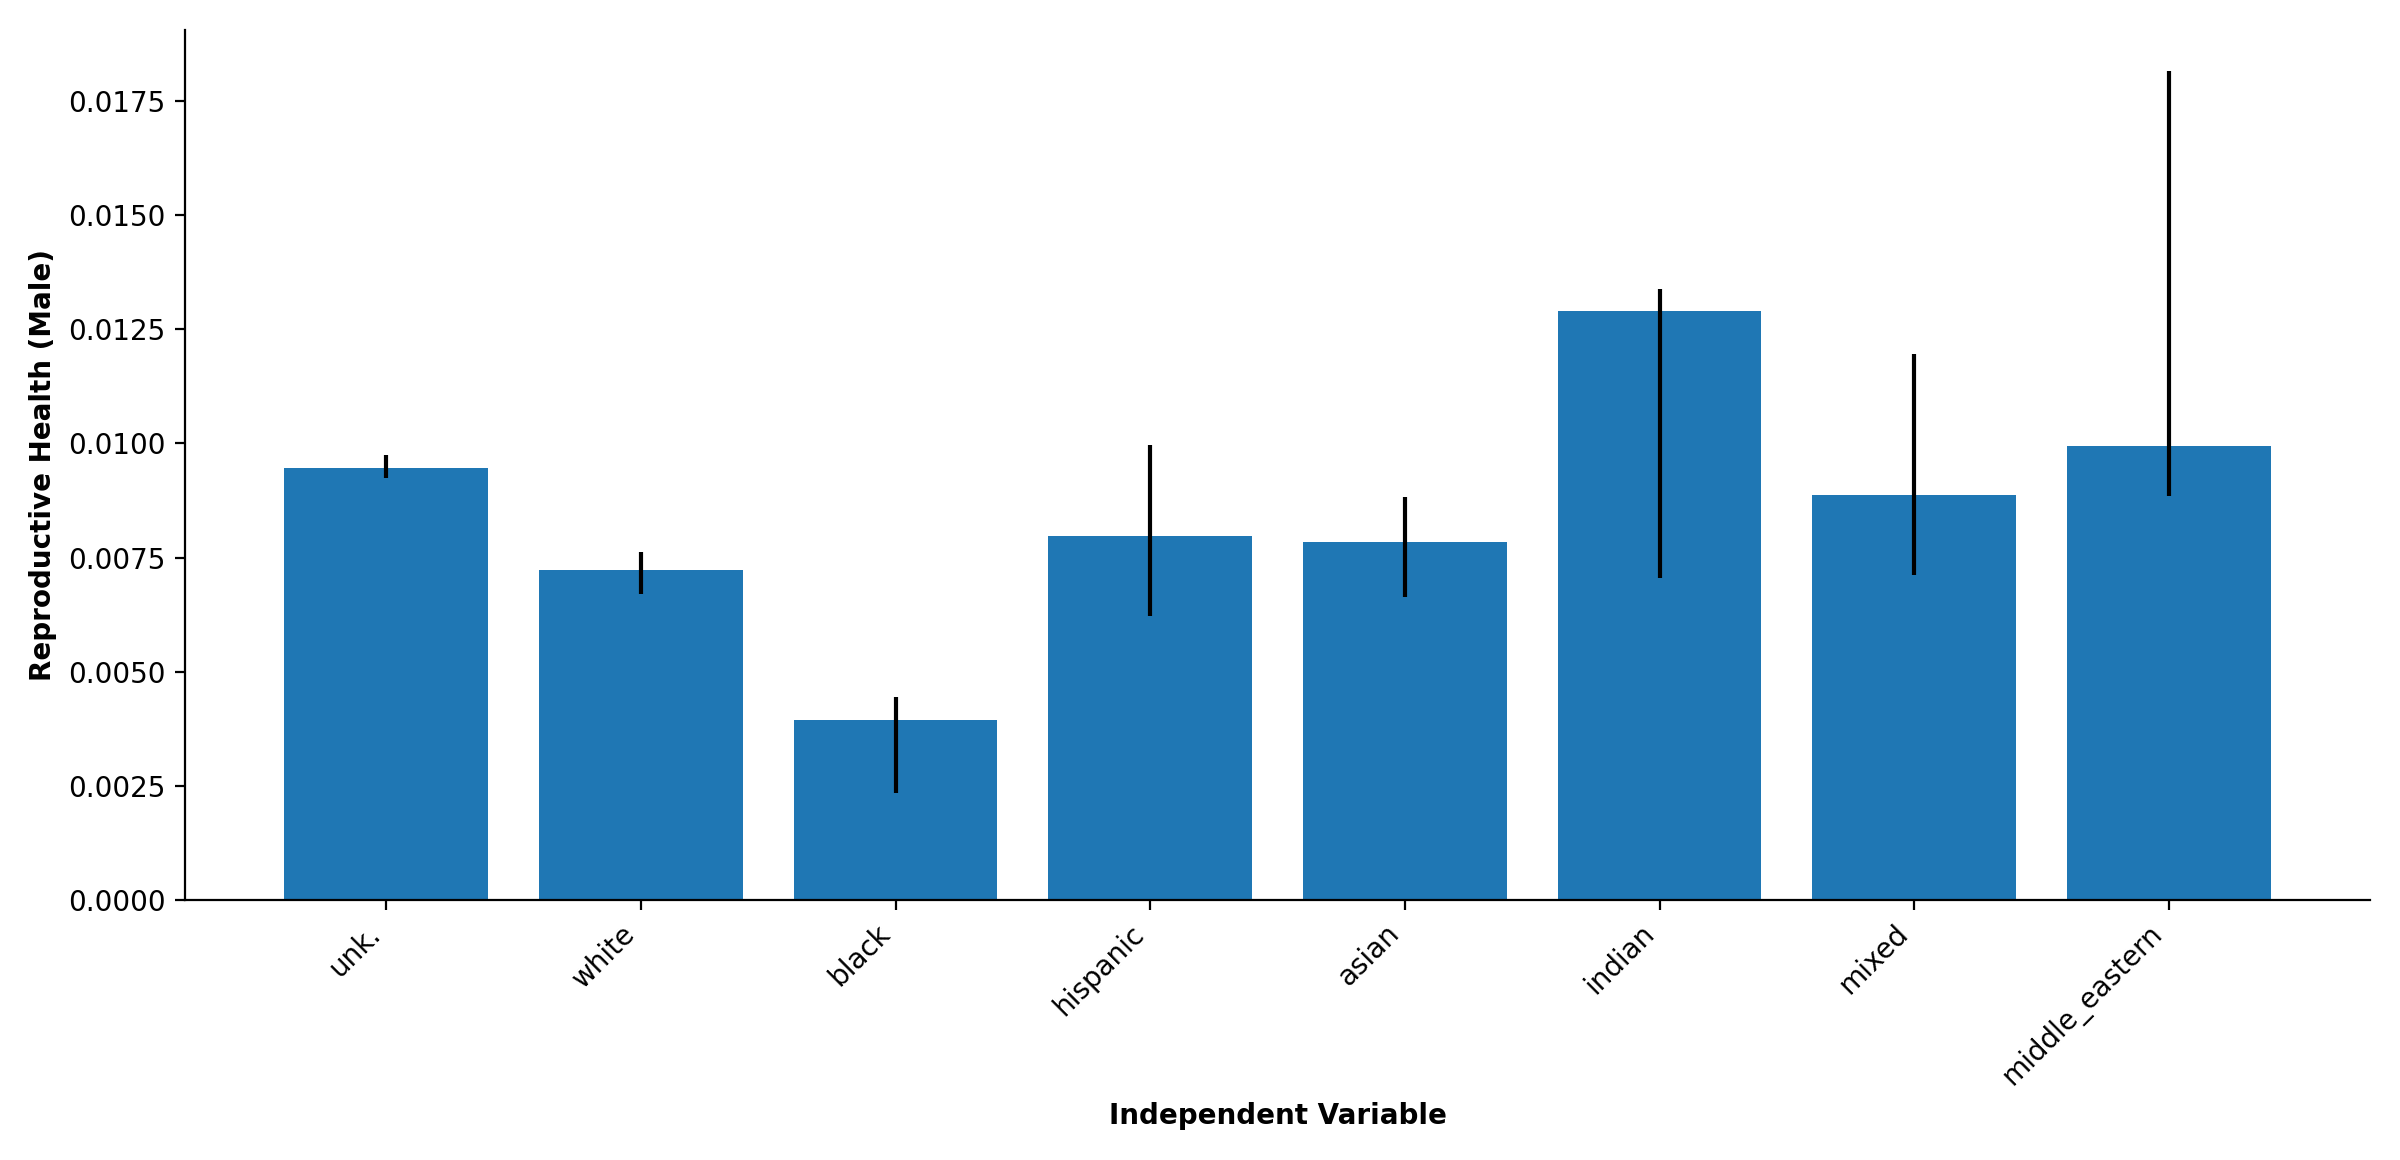 Reproductive Health (Male)
0.0175
0.0150
0.0125
0.0100
0.0075
0.0050
0.0025
0.0000
unk.
white
black
hispanic
asian
indian
mixed
middle_eastern
Independent Variable